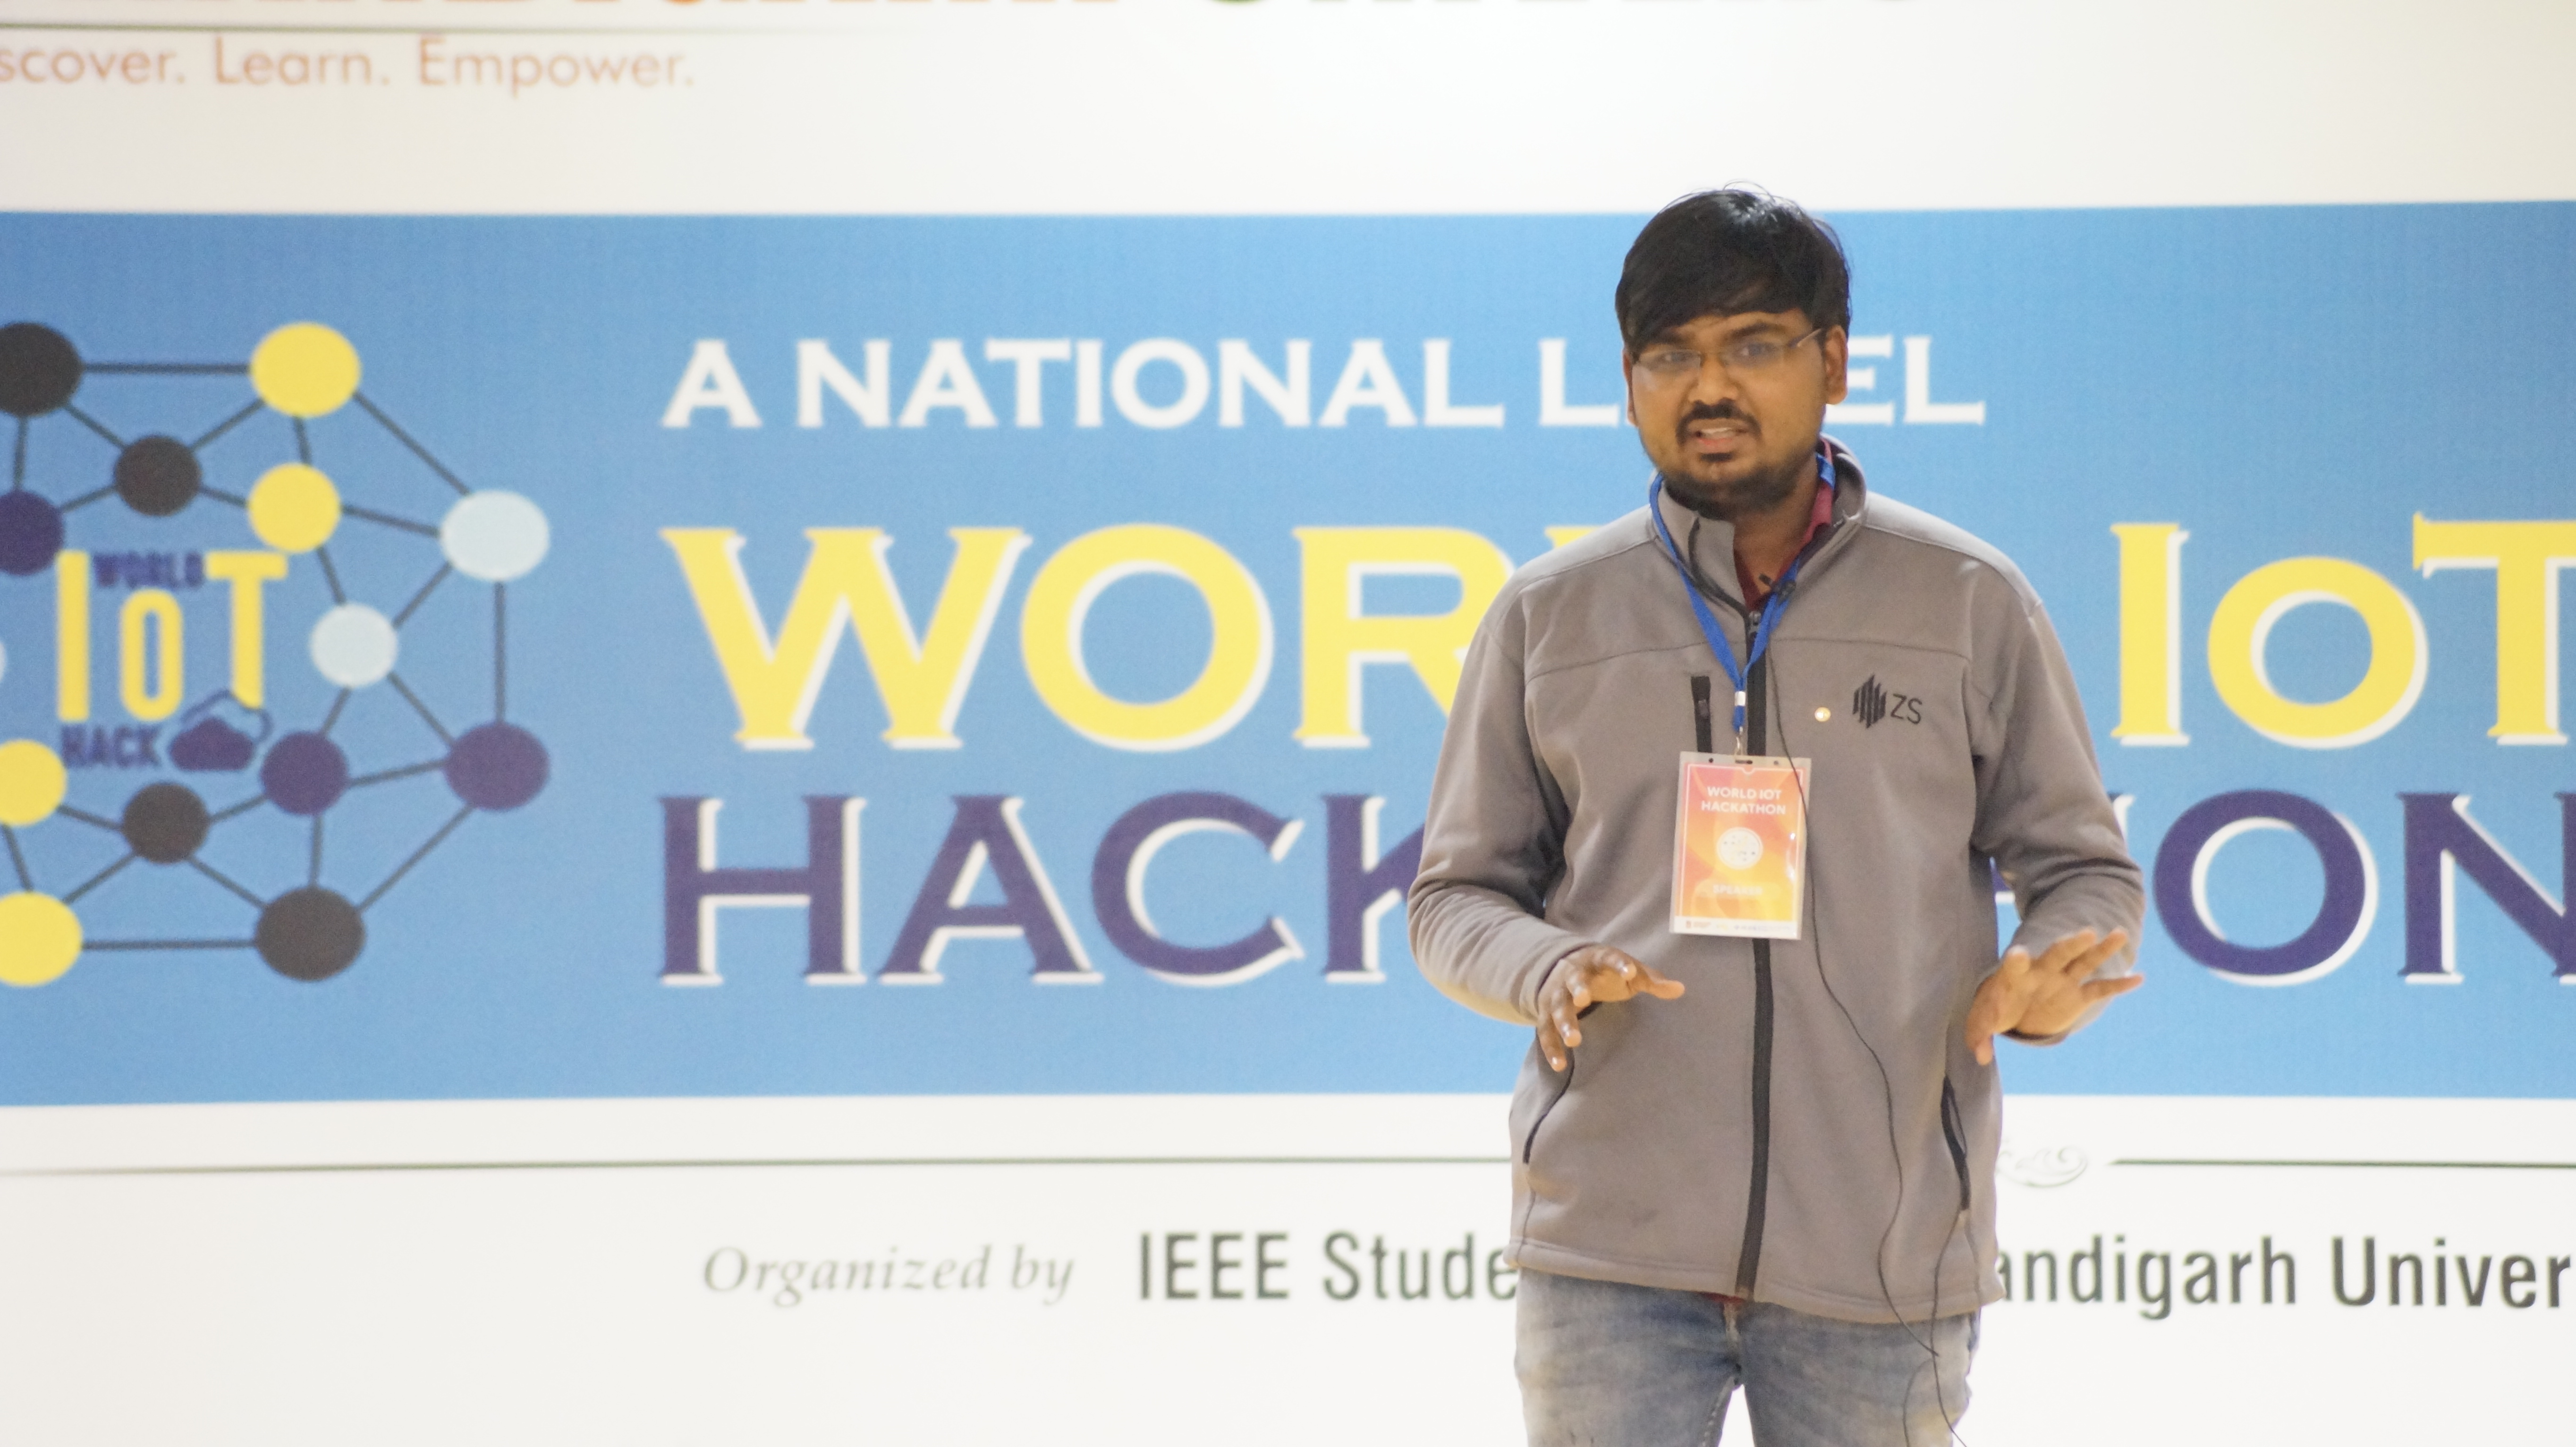 scover. Learn. Empower.
A NATIONAL L EL
WOR IOT
HACK ON
WORLD
IoT
HACK
ZS
WORLD IOT
HACKATHON
SPEAKER
Organized by IEEE Stude andigarh Univer